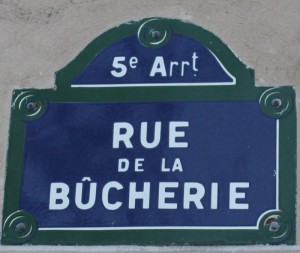 5e Arrt
RUE
DE LA
BÛCHERIE